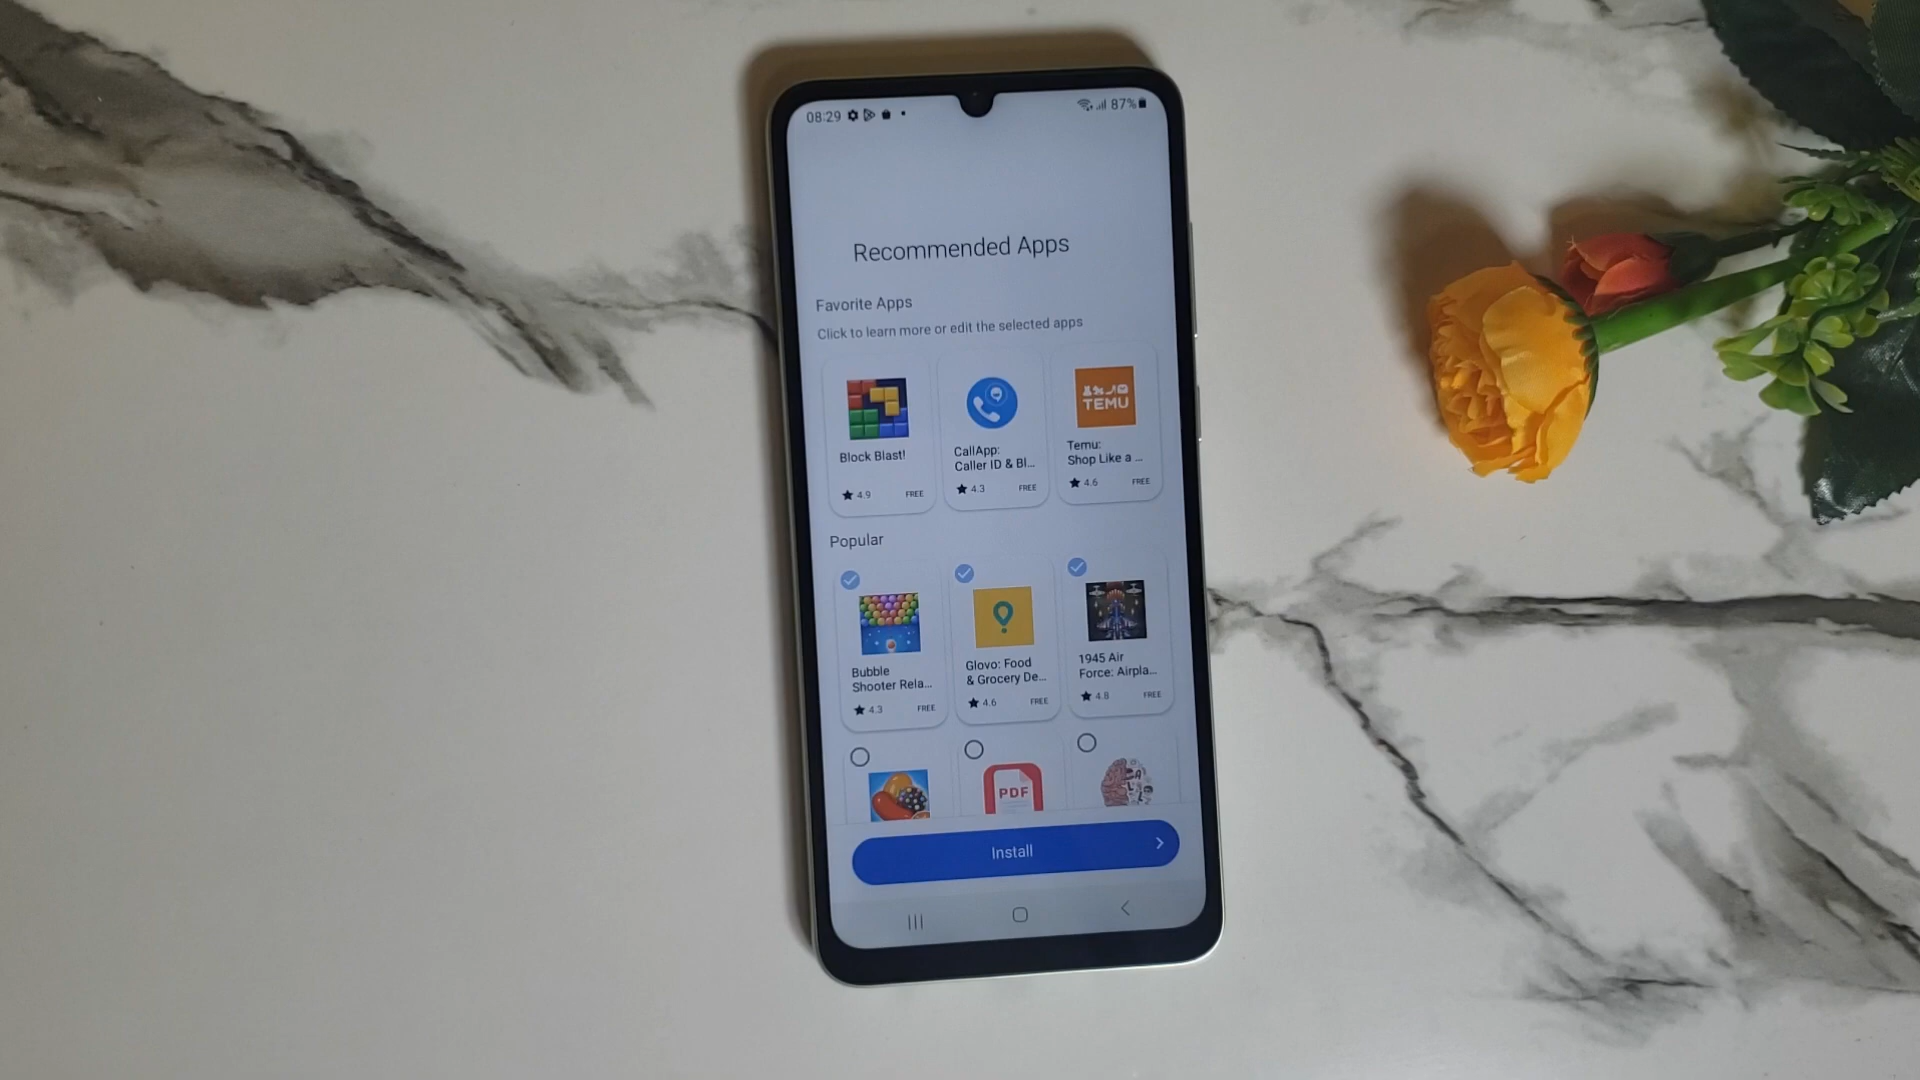 08:29
87%
Recommended Apps
Favorite Apps
Click to learn more or edit the selected apps
TEMU
Block Blast!
CallApp:
Caller ID & Bl...
Temu:
Shop Like a ...
4.9 FREE
4.3 FREE
4.6 FREE
Popular
Bubble
Shooter Rela...
Glovo: Food
& Grocery De...
1945 Air
Force: Airpla...
4.3 FREE
4.6 FREE
4.8 FREE
PDF
Install